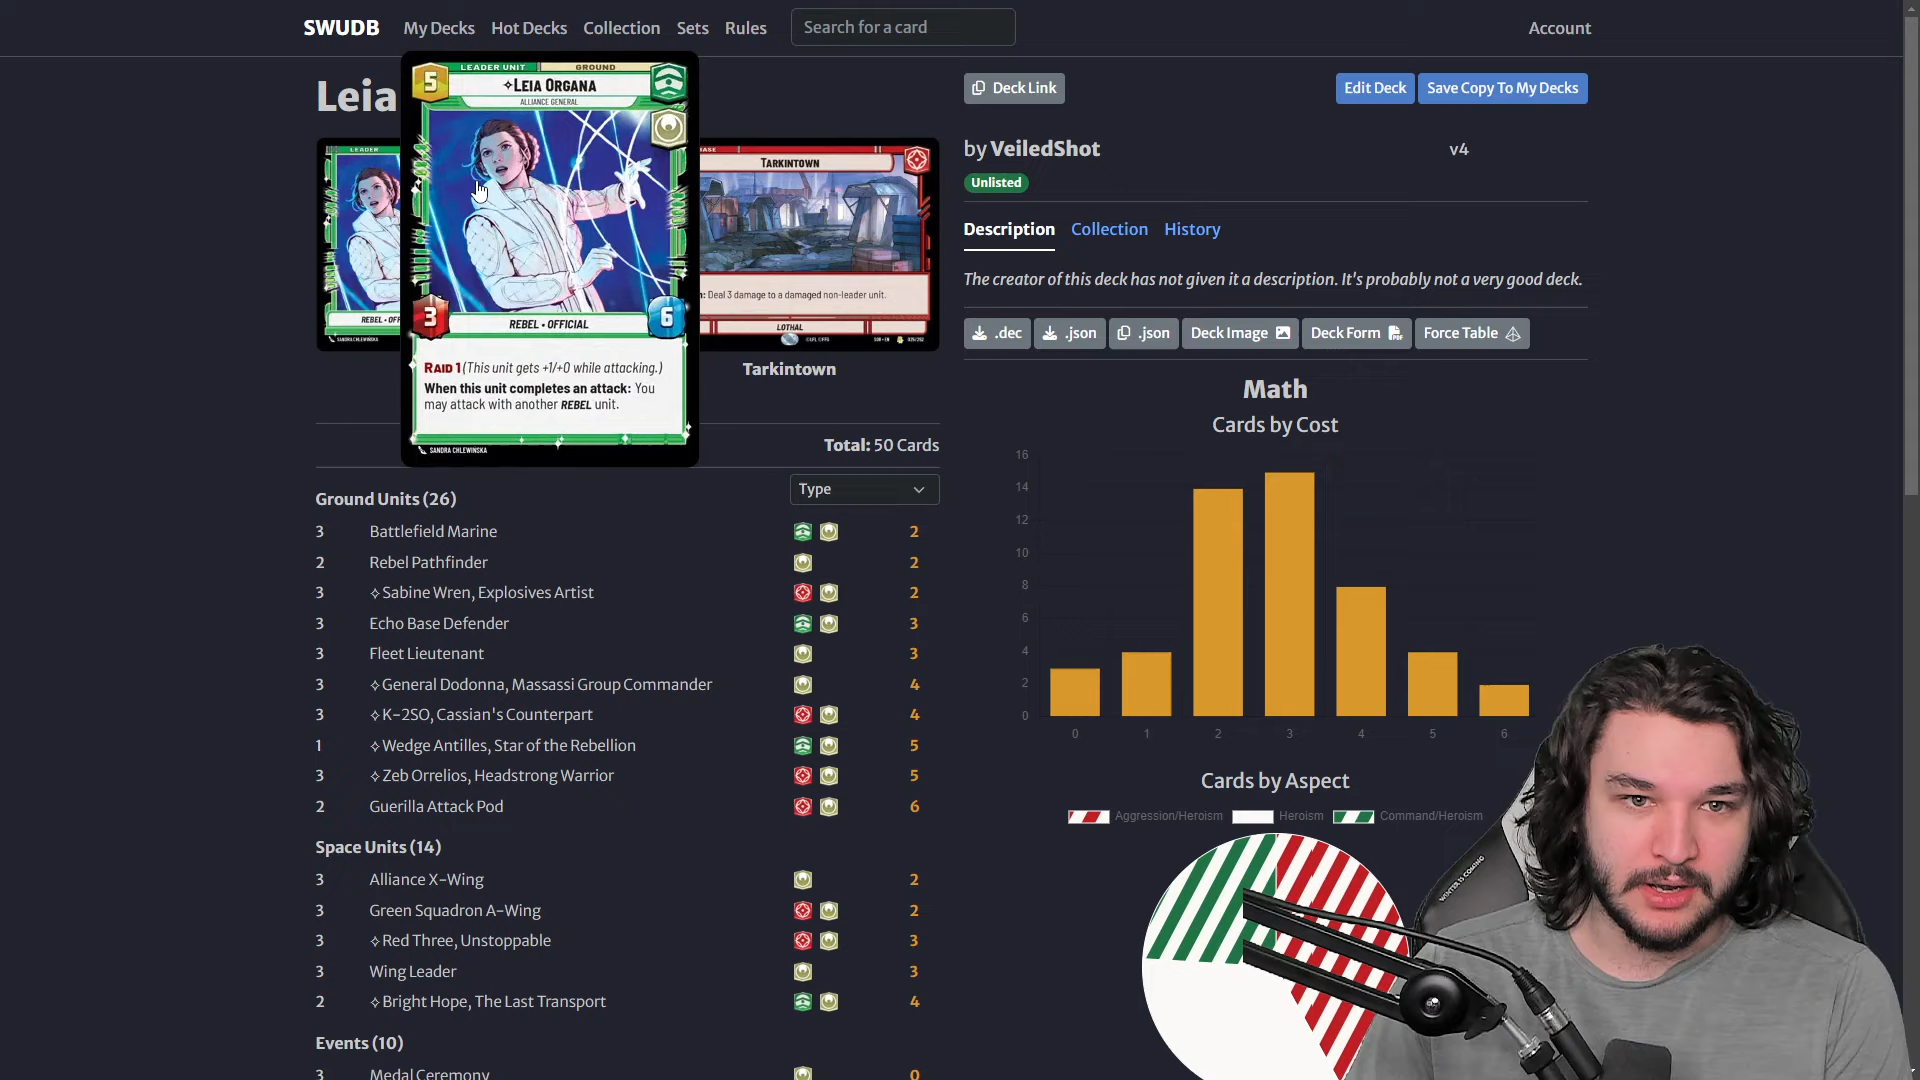 SWUDB My Decks Hot Decks Collection Sets Rules Search for a card Account
Leia
5
LEADER UNIT GROUND
✧LEIA ORGANA
ALLIANCE GENERAL
3
6
REBEL • OFFICIAL
RAID 1 (This unit gets +1/+0 while attacking.)
When this unit completes an attack: You
may attack with another REBEL unit.
SANDRA CHLEWINSKA
LEADER
REBEL • OFF
SANDRA CHLEWINSKA
BASE
TARKINTOWN
n: Deal 3 damage to a damaged non-leader unit.
LOTHAL
Tarkintown
Deck Link Edit Deck Save Copy To My Decks
by VeiledShot v4
Unlisted
Description Collection History
The creator of this deck has not given it a description. It's probably not a very good deck.
.dec .json .json Deck Image Deck Form Force Table
Total: 50 Cards
Type
Ground Units (26)
3 Battlefield Marine 2
2 Rebel Pathfinder 2
3 ✧Sabine Wren, Explosives Artist 2
3 Echo Base Defender 3
3 Fleet Lieutenant 3
3 ✧General Dodonna, Massassi Group Commander 4
3 ✧K-2SO, Cassian's Counterpart 4
1 ✧Wedge Antilles, Star of the Rebellion 5
3 ✧Zeb Orrelios, Headstrong Warrior 5
2 Guerilla Attack Pod 6
Space Units (14)
3 Alliance X-Wing 2
3 Green Squadron A-Wing 2
3 ✧Red Three, Unstoppable 3
3 Wing Leader 3
2 ✧Bright Hope, The Last Transport 4
Events (10)
3 Medal Ceremony 0
Math
Cards by Cost
16
14
12
10
8
6
4
2
0
0 1 2 3 4 5 6
Cards by Aspect
Aggression/Heroism Heroism Command/Heroism
WINTER IS COMING